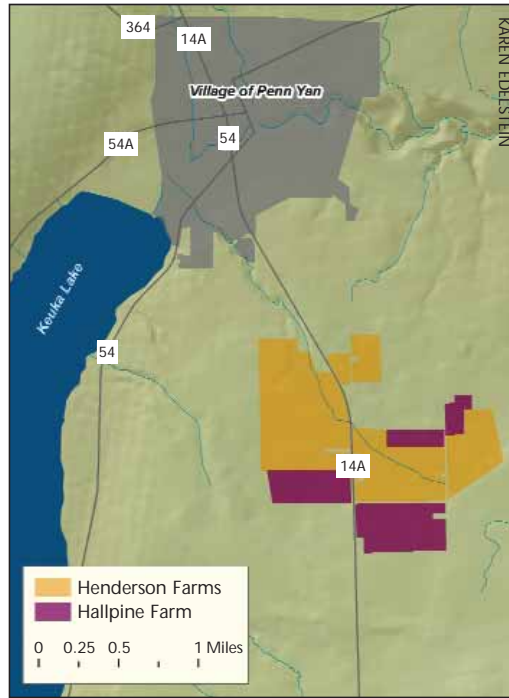 364
14A
KAREN EDELSTEIN
Village of Penn Yan
54A
54
Keuka Lake
54
14A
Henderson Farms
Hallpine Farm
0 0.25 0.5 1 Miles